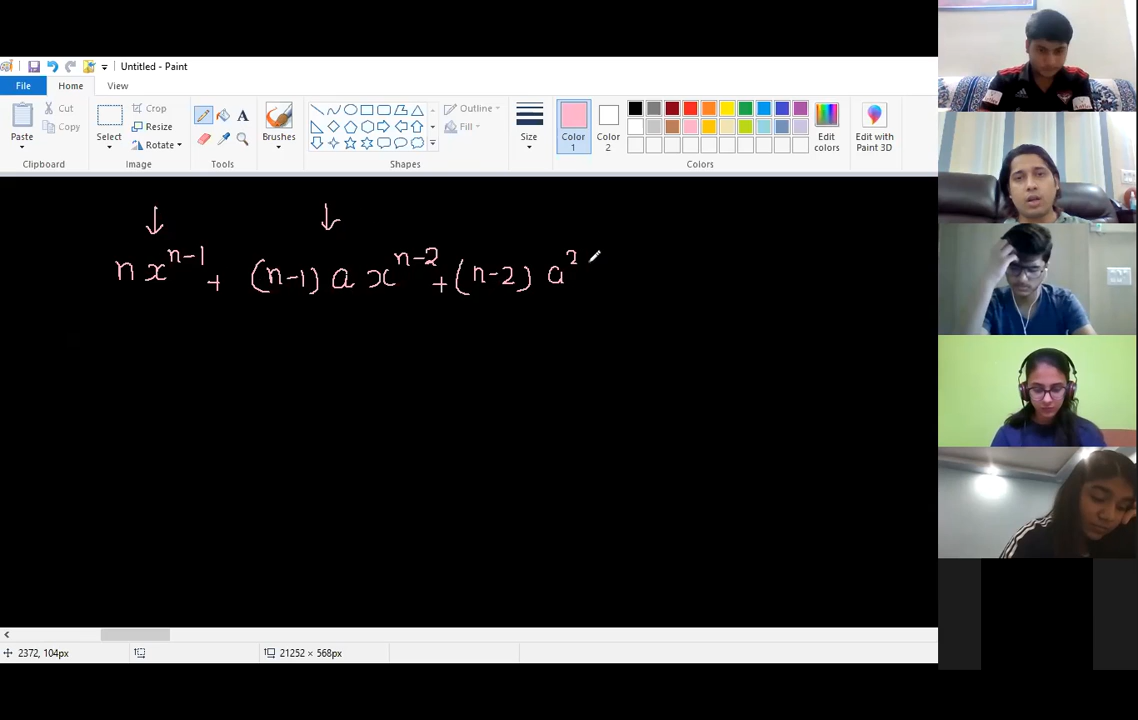 Untitled - Paint
File Home View
Cut
Copy
Paste
Clipboard
Select
Crop
Resize
Rotate
Image
A
Tools
Brushes
Outline
Fill
Shapes
Size
Color 1
Color 2
Edit colors
Edit with Paint 3D
Colors
n x^{n-1} + (n-1) a x^{n-2} + (n-2) a^2
2372, 104px
21252 × 568px